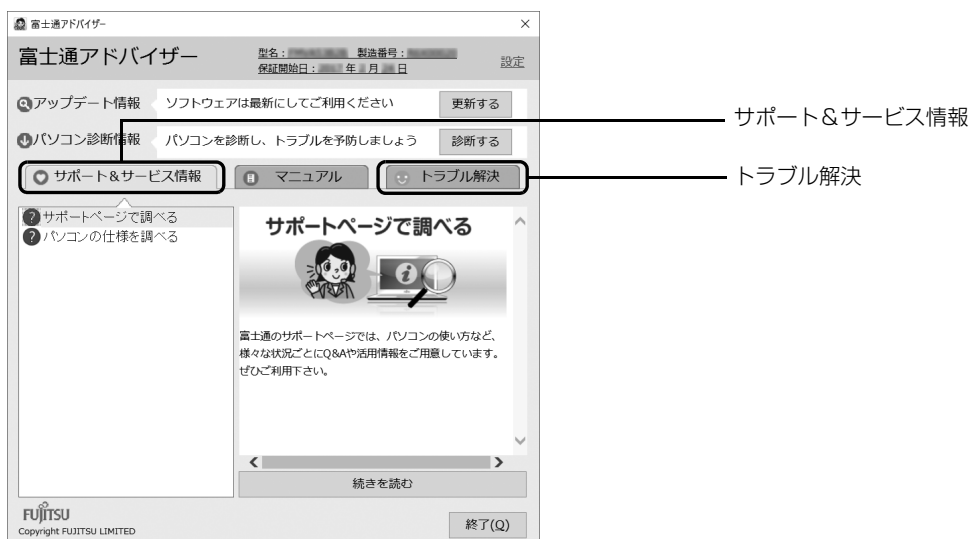 富士通アドバイザー
富士通アドバイザー
型名： 製造番号：
保証開始日： 年 月 日
設定
アップデート情報 ソフトウェアは最新にしてご利用ください 更新する
パソコン診断情報 パソコンを診断し、トラブルを予防しましょう 診断する
サポート＆サービス情報 マニュアル トラブル解決
サポート＆サービス情報
トラブル解決
サポートページで調べる
パソコンの仕様を調べる
サポートページで調べる
富士通のサポートページでは、パソコンの使い方など、
様々な状況ごとにQ&Aや活用情報をご用意しています。
ぜひご利用下さい。
続きを読む
FUJITSU
Copyright FUJITSU LIMITED
終了(Q)